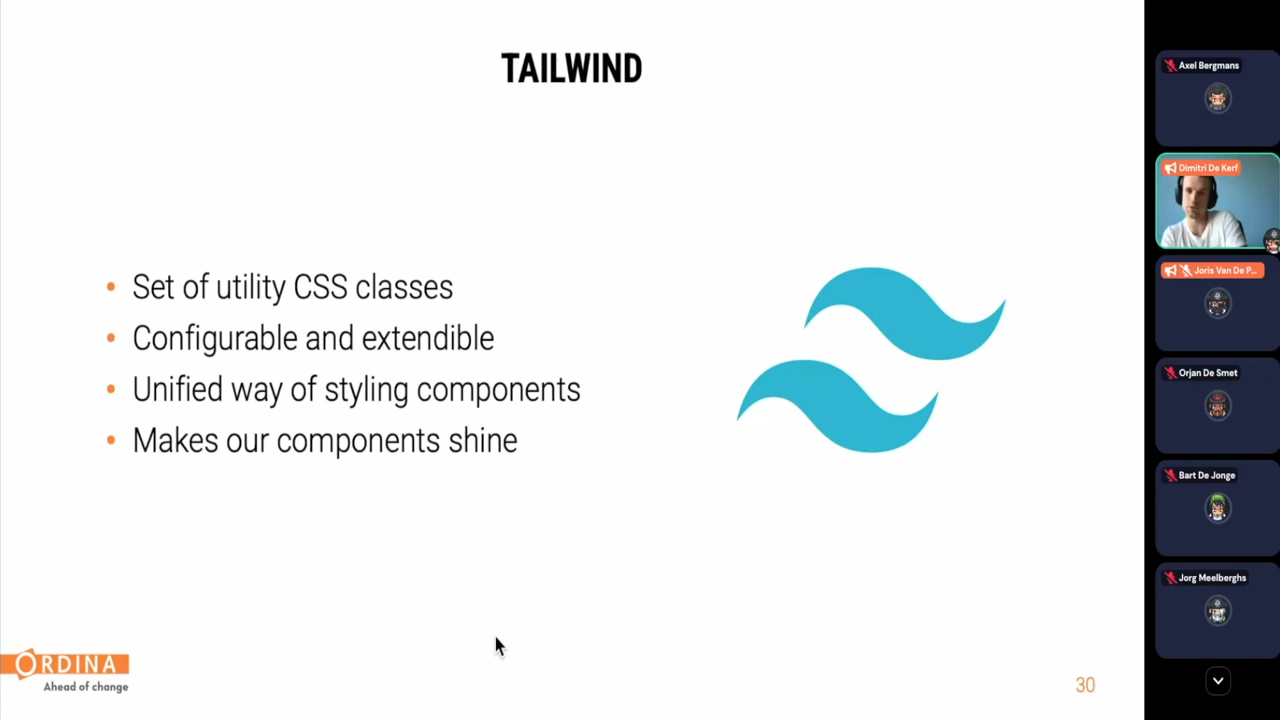 TAILWIND
Set of utility CSS classes
Configurable and extendible
Unified way of styling components
Makes our components shine
ORDINA
Ahead of change
30
Axel Bergmans
Dimitri De Kerf
Joris Van De P...
Orjan De Smet
Bart De Jonge
Jorg Meelberghs